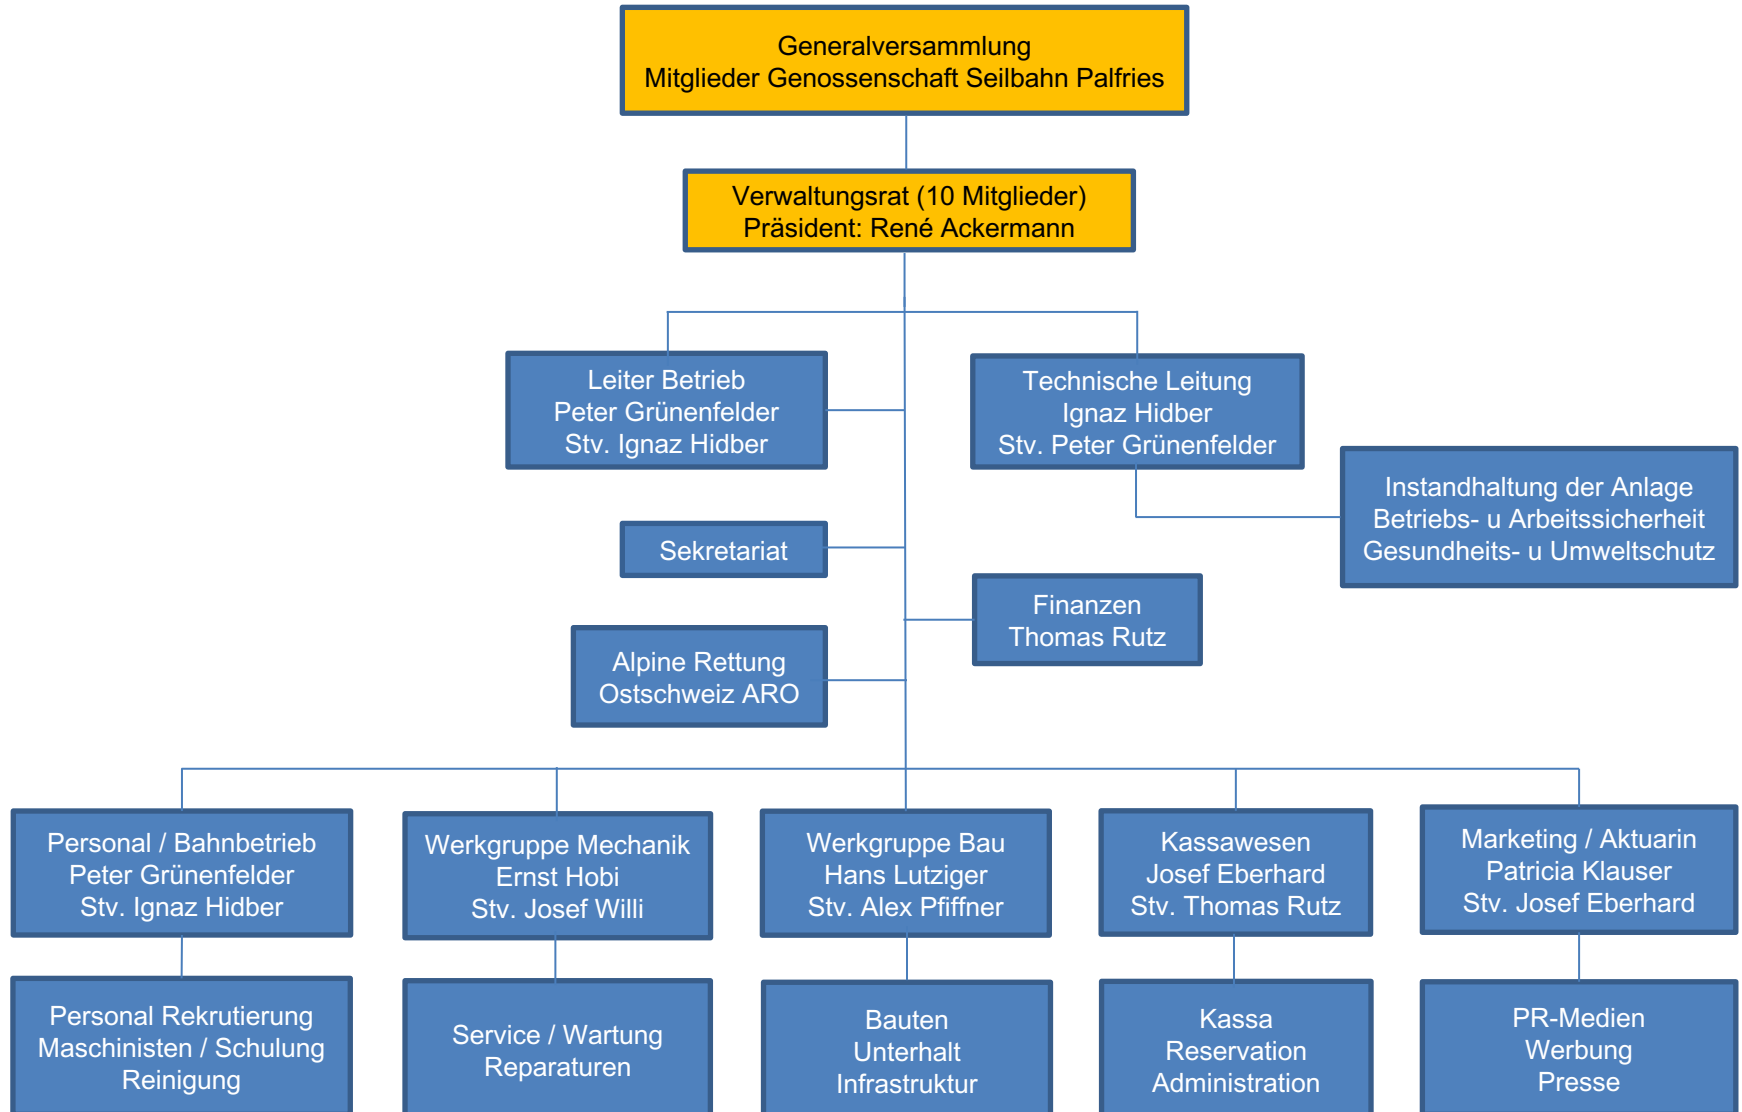 Generalversammlung
Mitglieder Genossenschaft Seilbahn Palfries
Verwaltungsrat (10 Mitglieder)
Präsident: René Ackermann
Leiter Betrieb
Peter Grünenfelder
Stv. Ignaz Hidber
Technische Leitung
Ignaz Hidber
Stv. Peter Grünenfelder
Instandhaltung der Anlage
Betriebs- u Arbeitssicherheit
Gesundheits- u Umweltschutz
Sekretariat
Finanzen
Thomas Rutz
Alpine Rettung
Ostschweiz ARO
Personal / Bahnbetrieb
Peter Grünenfelder
Stv. Ignaz Hidber
Werkgruppe Mechanik
Ernst Hobi
Stv. Josef Willi
Werkgruppe Bau
Hans Lutziger
Stv. Alex Pfiffner
Kassawesen
Josef Eberhard
Stv. Thomas Rutz
Marketing / Aktuarin
Patricia Klauser
Stv. Josef Eberhard
Personal Rekrutierung
Maschinisten / Schulung
Reinigung
Service / Wartung
Reparaturen
Bauten
Unterhalt
Infrastruktur
Kassa
Reservation
Administration
PR-Medien
Werbung
Presse